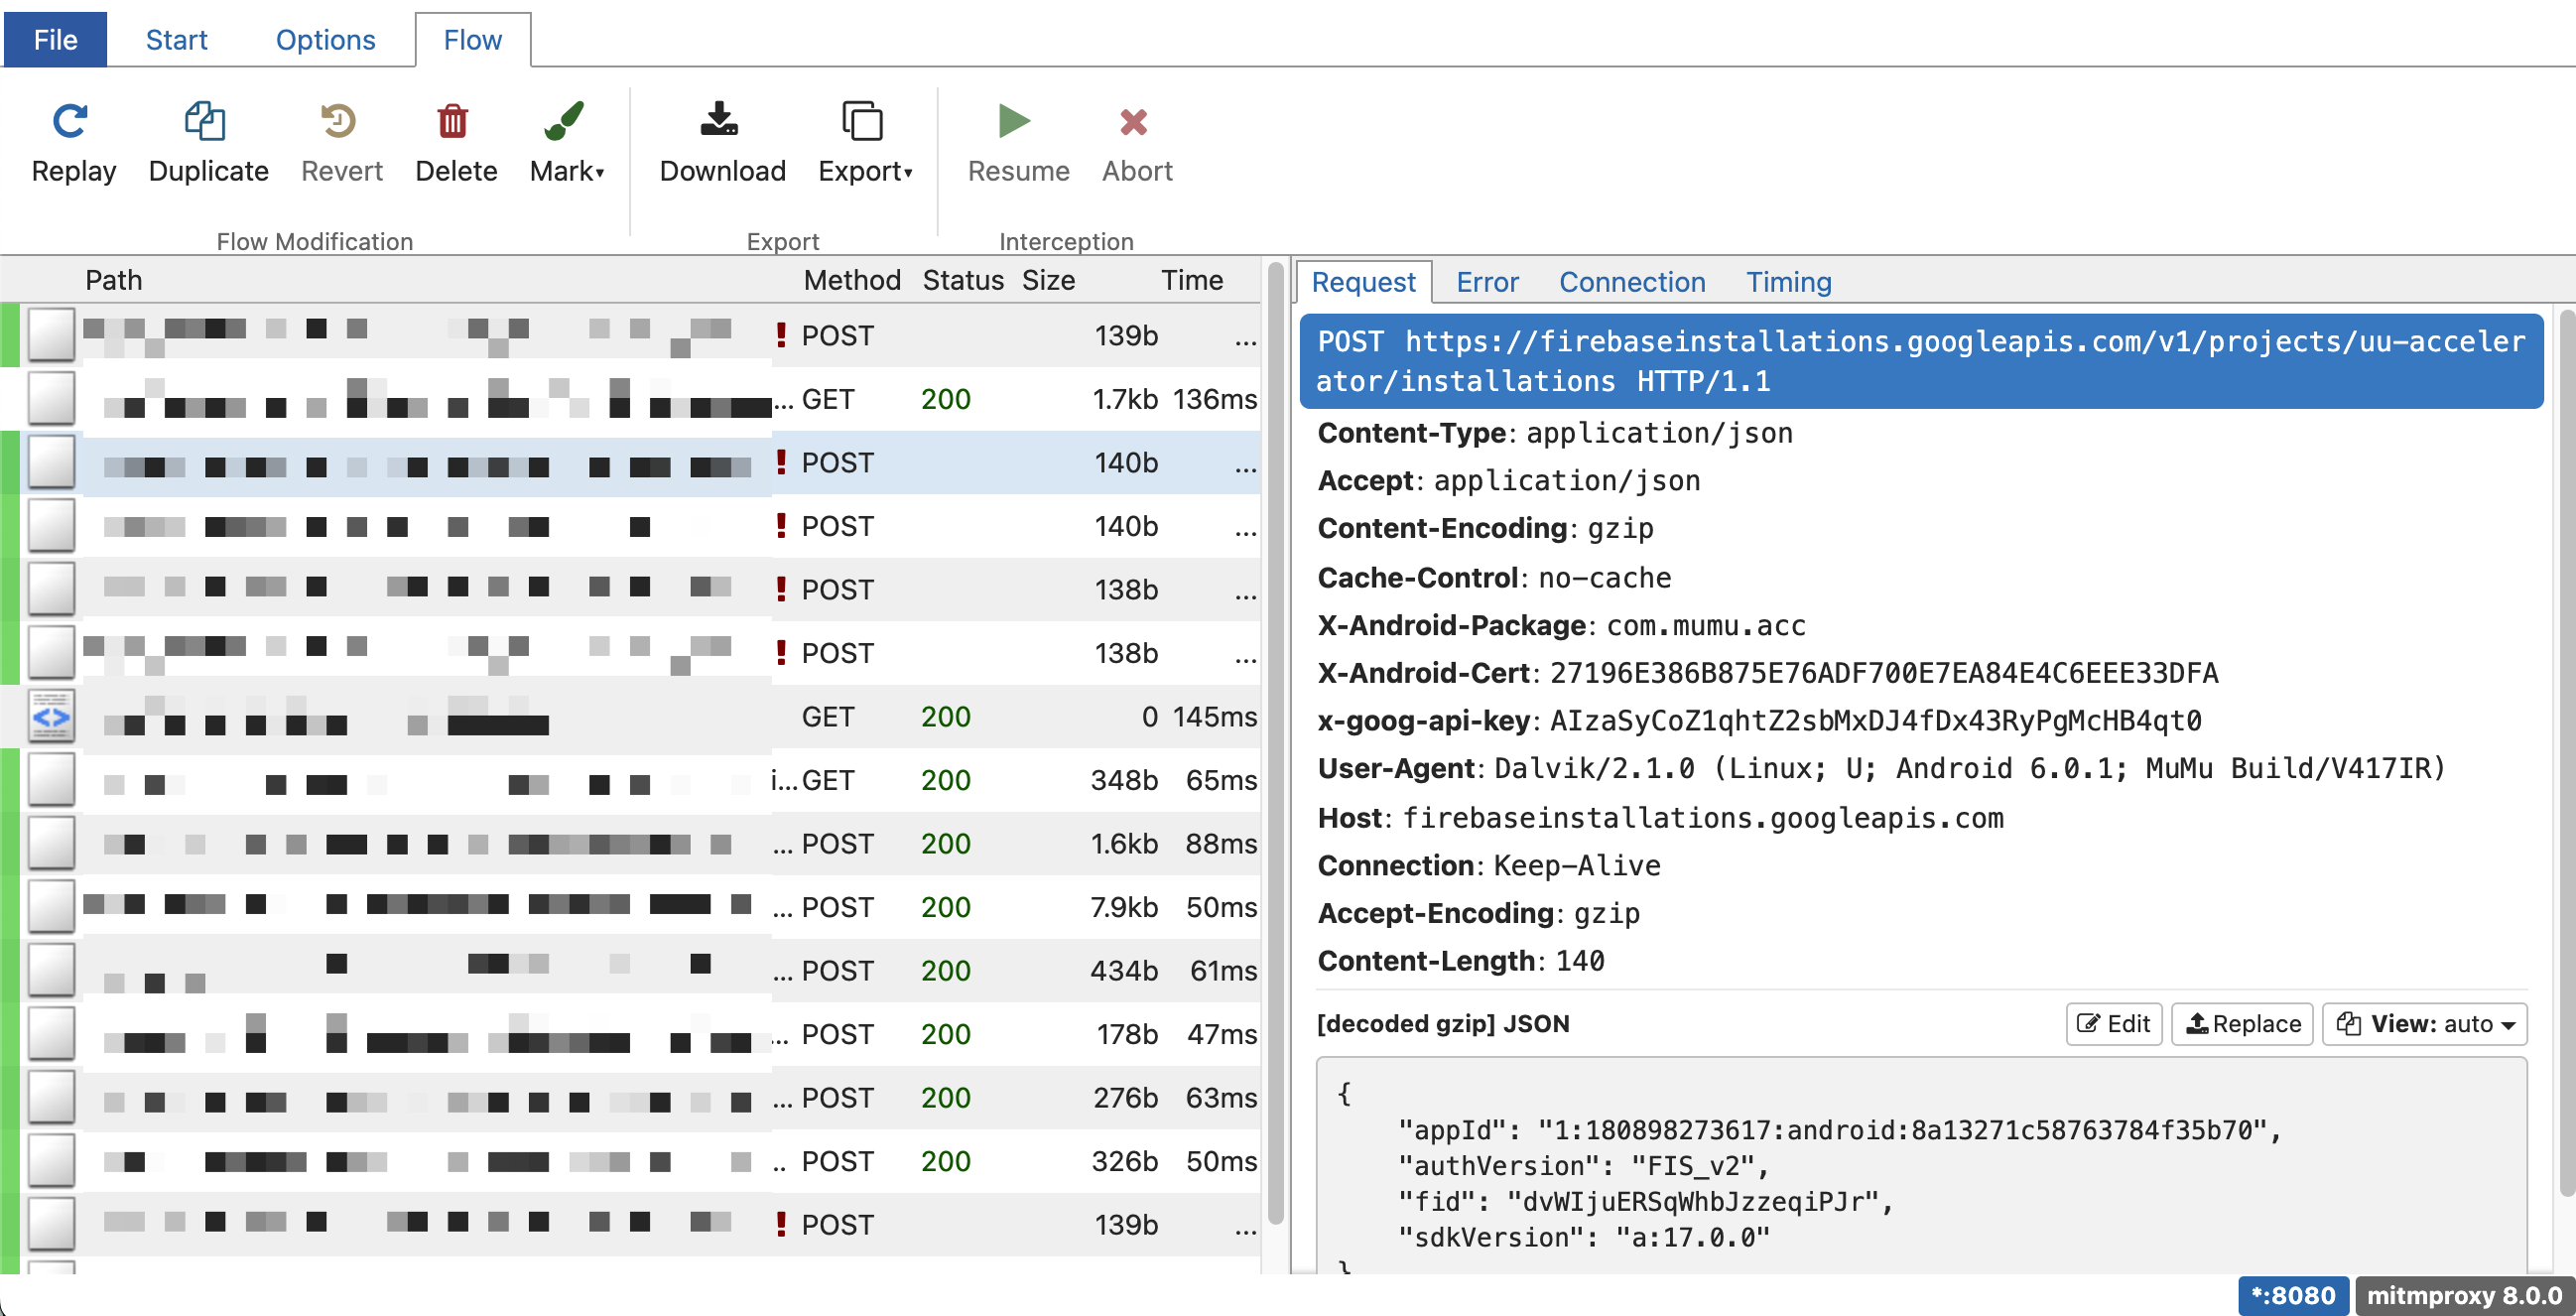 File Start Options Flow
Replay Duplicate Revert Delete Mark▾ Download Export▾ Resume Abort
Flow Modification Export Interception
Path Method Status Size Time
! POST 139b ...
... GET 200 1.7kb 136ms
! POST 140b ...
! POST 140b ...
! POST 138b ...
! POST 138b ...
GET 200 0 145ms
i... GET 200 348b 65ms
... POST 200 1.6kb 88ms
... POST 200 7.9kb 50ms
... POST 200 434b 61ms
... POST 200 178b 47ms
... POST 200 276b 63ms
.. POST 200 326b 50ms
! POST 139b ...
Request Error Connection Timing
POST https://firebaseinstallations.googleapis.com/v1/projects/uu-acceler
ator/installations HTTP/1.1
Content-Type: application/json
Accept: application/json
Content-Encoding: gzip
Cache-Control: no-cache
X-Android-Package: com.mumu.acc
X-Android-Cert: 27196E386B875E76ADF700E7EA84E4C6EEE33DFA
x-goog-api-key: AIzaSyCoZ1qhtZ2sbMxDJ4fDx43RyPgMcHB4qt0
User-Agent: Dalvik/2.1.0 (Linux; U; Android 6.0.1; MuMu Build/V417IR)
Host: firebaseinstallations.googleapis.com
Connection: Keep-Alive
Accept-Encoding: gzip
Content-Length: 140
[decoded gzip] JSON Edit Replace View: auto
{
"appId": "1:180898273617:android:8a13271c58763784f35b70",
"authVersion": "FIS_v2",
"fid": "dvWIjuERSqWhbJzzeqiPJr",
"sdkVersion": "a:17.0.0"
}
*:8080 mitmproxy 8.0.0